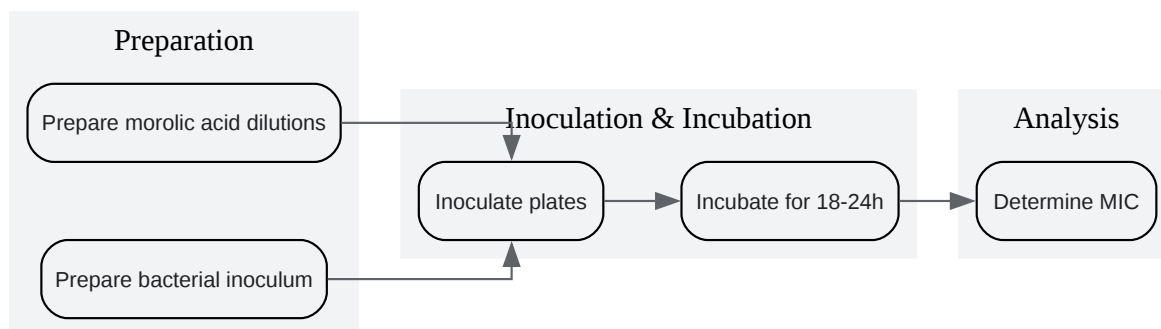 Preparation
Prepare morolic acid dilutions
Prepare bacterial inoculum
Inoculation & Incubation
Inoculate plates
Incubate for 18-24h
Analysis
Determine MIC